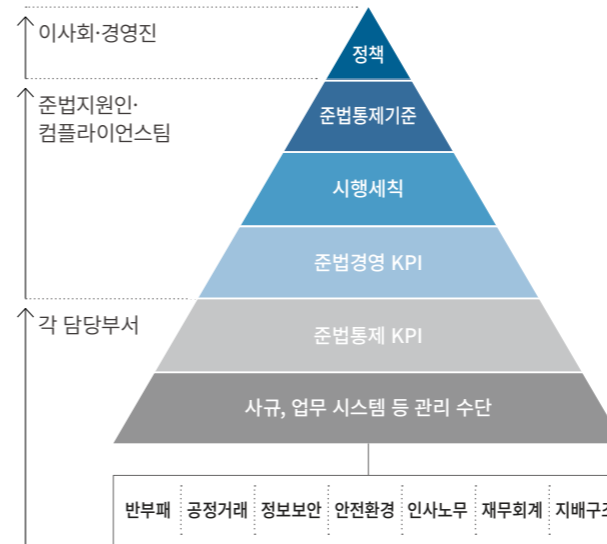 이사회·경영진
정책
준법지원인·
컴플라이언스팀
준법통제기준
시행세칙
준법경영 KPI
각 담당부서
준법통제 KPI
사규, 업무 시스템 등 관리 수단
반부패 공정거래 정보보안 안전환경 인사노무 재무회계 지배구조